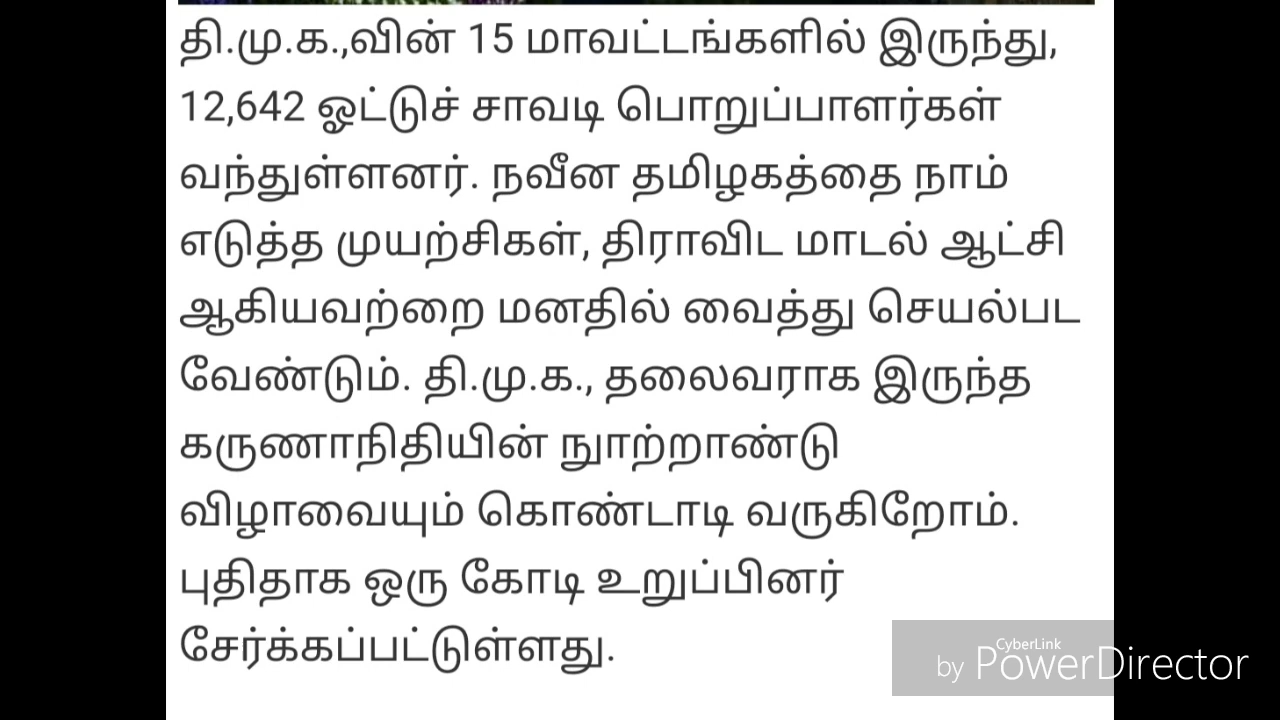 தி.மு.க.,வின் 15 மாவட்டங்களில் இருந்து,
12,642 ஓட்டுச் சாவடி பொறுப்பாளர்கள்
வந்துள்ளனர். நவீன தமிழகத்தை நாம்
எடுத்த முயற்சிகள், திராவிட மாடல் ஆட்சி
ஆகியவற்றை மனதில் வைத்து செயல்பட
வேண்டும். தி.மு.க., தலைவராக இருந்த
கருணாநிதியின் நுாற்றாண்டு
விழாவையும் கொண்டாடி வருகிறோம்.
புதிதாக ஒரு கோடி உறுப்பினர்
சேர்க்கப்பட்டுள்ளது.
CyberLink
by PowerDirector